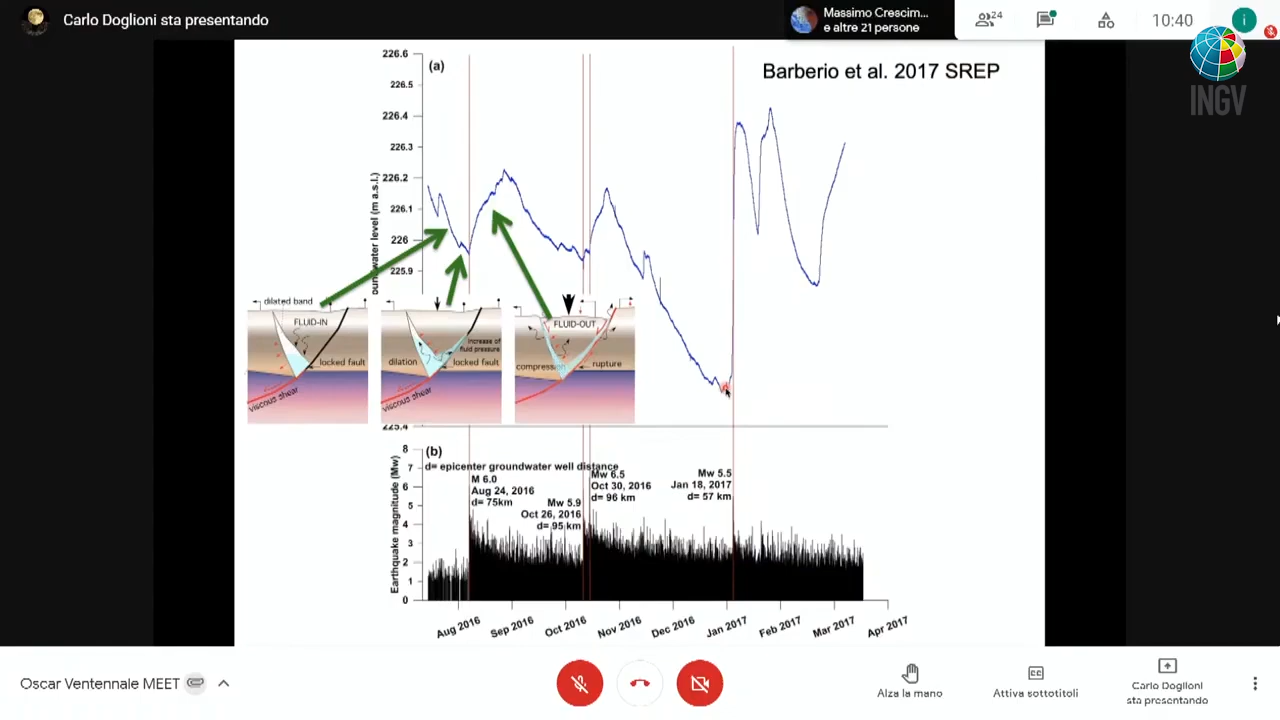 Carlo Doglioni sta presentando
Massimo Crescim...
e altre 21 persone
24
10:40
i
INGV
Barberio et al. 2017 SREP
(a)
226.6
226.5
226.4
226.3
226.2
226.1
226
225.9
water level (m a.s.l.)
dilated band
FLUID-IN
locked fault
viscous shear
increase of
fluid pressure
dilation
locked fault
viscous shear
FLUID-OUT
compression
rupture
225.4
(b)
d= epicenter groundwater well distance
M 6.0
Aug 24, 2016
d= 75km
Mw 5.9
Oct 26, 2016
d= 95 km
Mw 6.5
Oct 30, 2016
d= 96 km
Mw 5.5
Jan 18, 2017
d= 57 km
Earthquake magnitude (Mw)
8
7
6
5
4
3
2
1
0
Aug 2016
Sep 2016
Oct 2016
Nov 2016
Dec 2016
Jan 2017
Feb 2017
Mar 2017
Apr 2017
Oscar Ventennale MEET
Alza la mano
Attiva sottotitoli
Carlo Doglioni
sta presentando